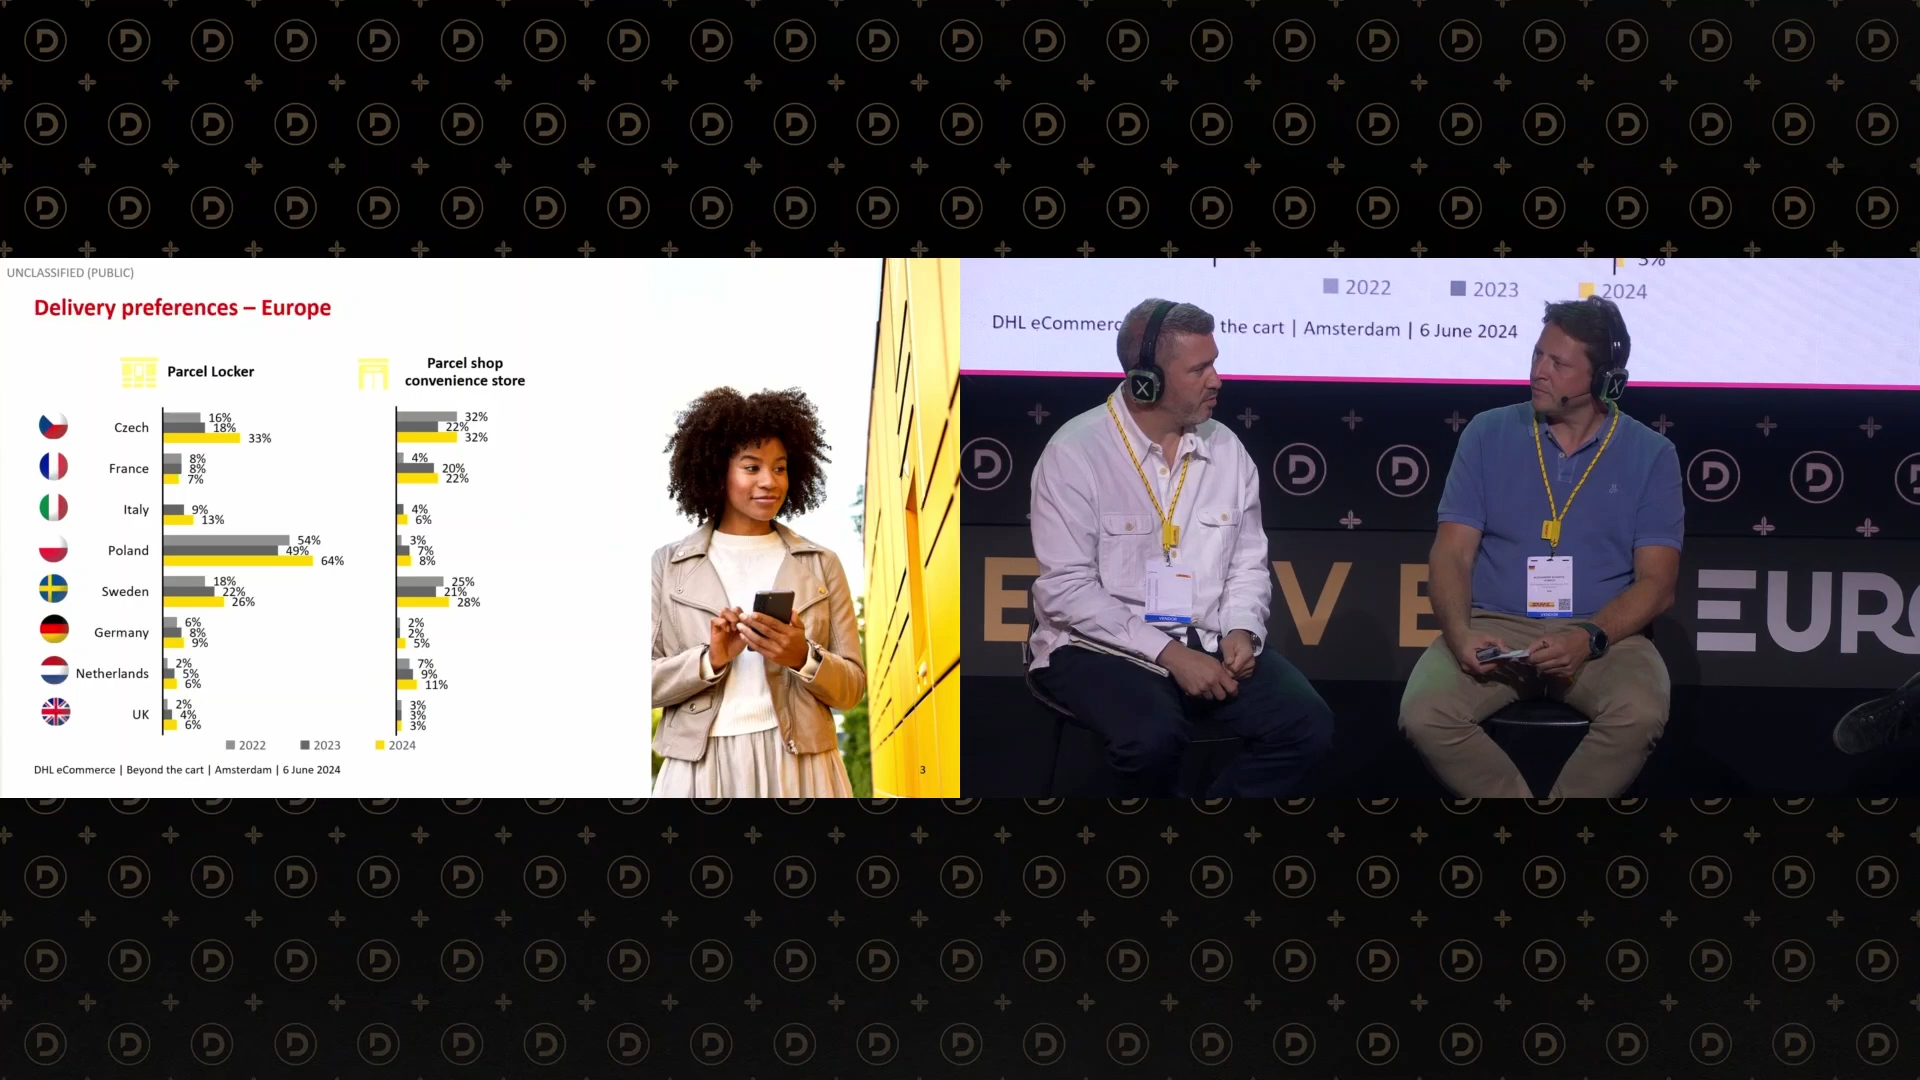 UNCLASSIFIED (PUBLIC)
Delivery preferences – Europe
Parcel Locker
Parcel shop
convenience store
Czech
16%
18%
33%
32%
22%
32%
France
8%
8%
7%
4%
20%
22%
Italy
9%
13%
4%
6%
Poland
54%
49%
64%
3%
7%
8%
Sweden
18%
22%
26%
25%
21%
28%
Germany
6%
8%
9%
2%
2%
5%
Netherlands
2%
5%
6%
7%
9%
11%
UK
2%
4%
6%
3%
3%
3%
2022 2023 2024
DHL eCommerce | Beyond the cart | Amsterdam | 6 June 2024
3
3%
2022 2023 2024
DHL eCommerc the cart | Amsterdam | 6 June 2024
E V E EURO
VENDOR
VENDOR